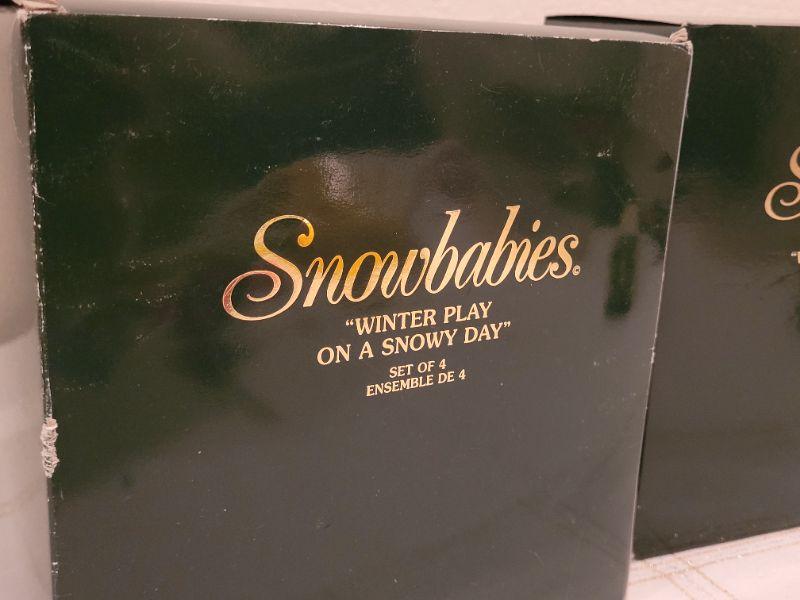 Snowbabies©
“WINTER PLAY
ON A SNOWY DAY”
SET OF 4
ENSEMBLE DE 4